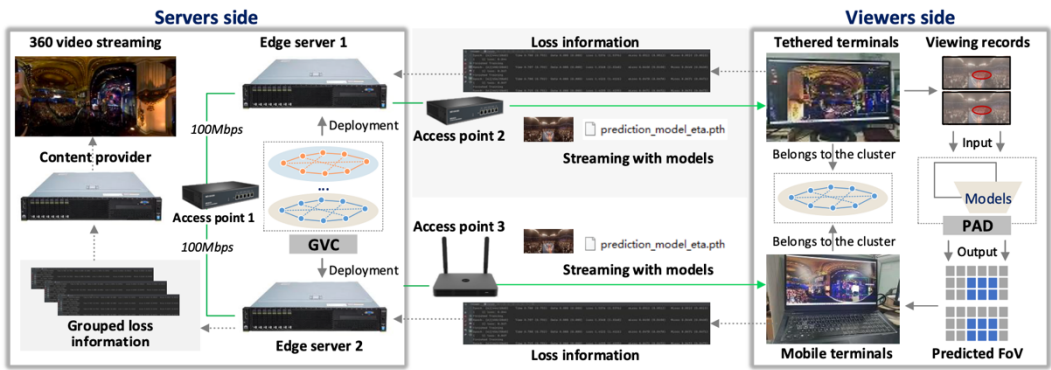 Servers side
Viewers side
360 video streaming
Edge server 1
Loss information
Tethered terminals
Viewing records
100Mbps
Deployment
Access point 2
prediction_model_eta.pth
Streaming with models
Input
Content provider
Belongs to the cluster
...
Models
Access point 1
PAD
GVC
Access point 3
prediction_model_eta.pth
Belongs to the cluster
100Mbps
Deployment
Streaming with models
Output
Grouped loss
information
Edge server 2
Loss information
Mobile terminals
Predicted FoV